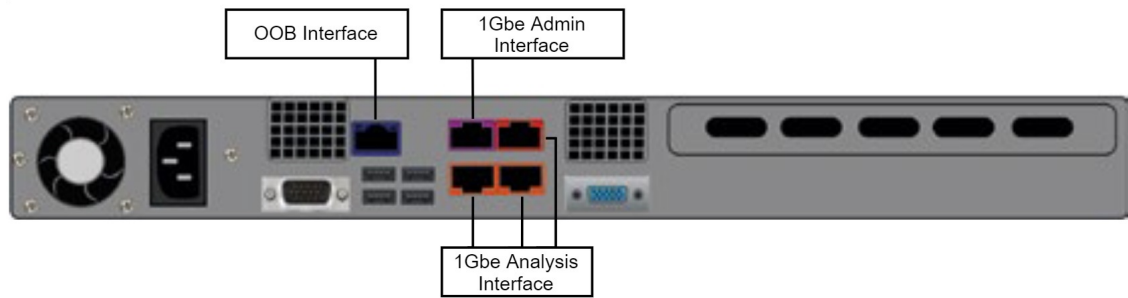 OOB Interface
1Gbe Admin
Interface
1Gbe Analysis
Interface